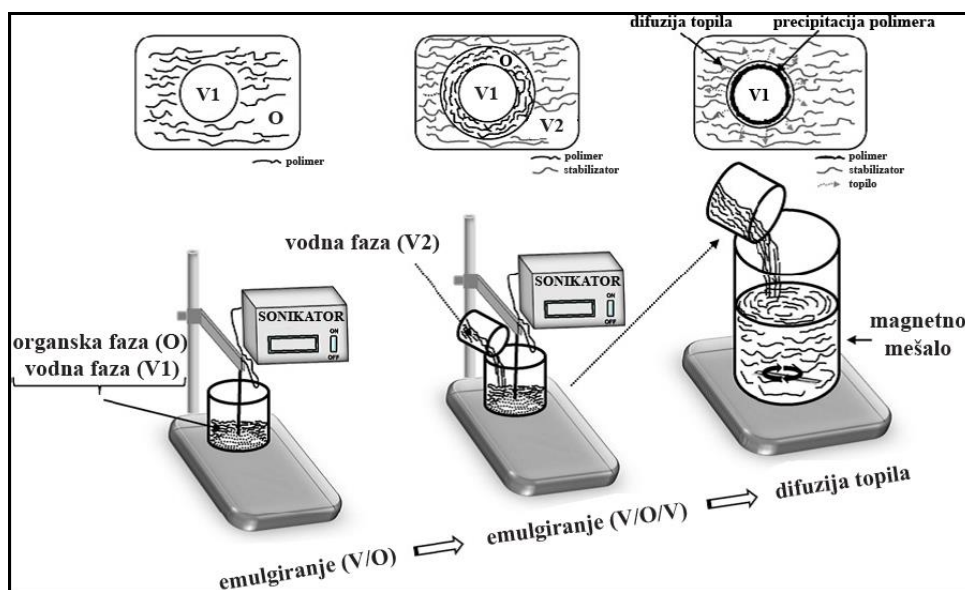 difuzija topila
precipitacija polimera
V1
O
polimer
O
V1
V2
polimer
stabilizator
V1
polimer
stabilizator
topilo
organska faza (O)
vodna faza (V1)
SONIKATOR
ON
OFF
vodna faza (V2)
SONIKATOR
ON
OFF
magnetno
mešalo
emulgiranje (V/O)
emulgiranje (V/O/V)
difuzija topila